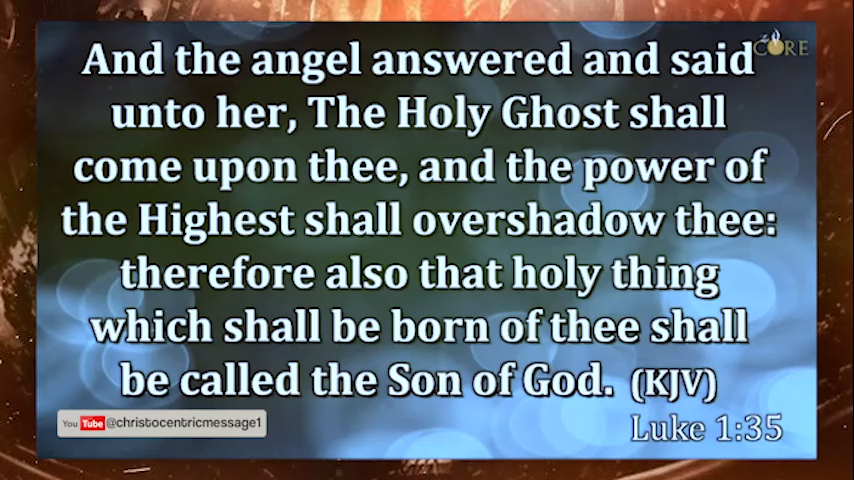 the CORE
And the angel answered and said
unto her, The Holy Ghost shall
come upon thee, and the power of
the Highest shall overshadow thee:
therefore also that holy thing
which shall be born of thee shall
be called the Son of God. (KJV)
You Tube @christocentricmessage1
Luke 1:35